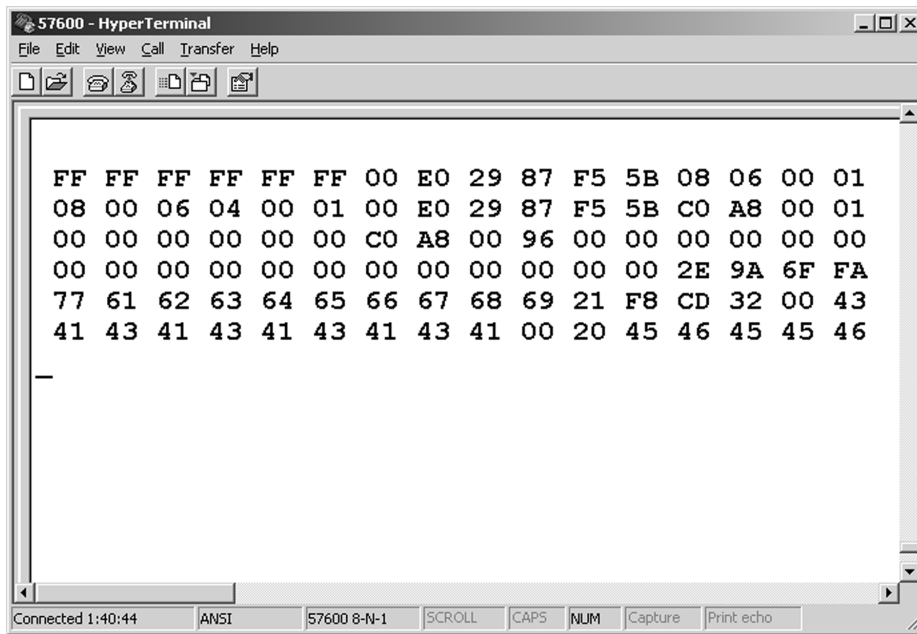 57600 - HyperTerminal
File Edit View Call Transfer Help
FF FF FF FF FF FF 00 E0 29 87 F5 5B 08 06 00 01
08 00 06 04 00 01 00 E0 29 87 F5 5B C0 A8 00 01
00 00 00 00 00 00 C0 A8 00 96 00 00 00 00 00 00
00 00 00 00 00 00 00 00 00 00 00 00 2E 9A 6F FA
77 61 62 63 64 65 66 67 68 69 21 F8 CD 32 00 43
41 43 41 43 41 43 41 43 41 00 20 45 46 45 45 46
Connected 1:40:44 ANSI 57600 8-N-1 SCROLL CAPS NUM Capture Print echo